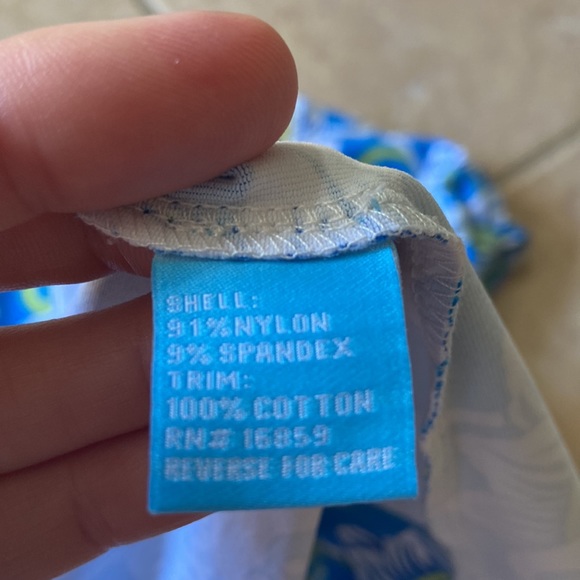 SHELL:
91%NYLON
9% SPANDEX
TRIM:
100% COTTON
RN# 16859
REVERSE FOR CARE